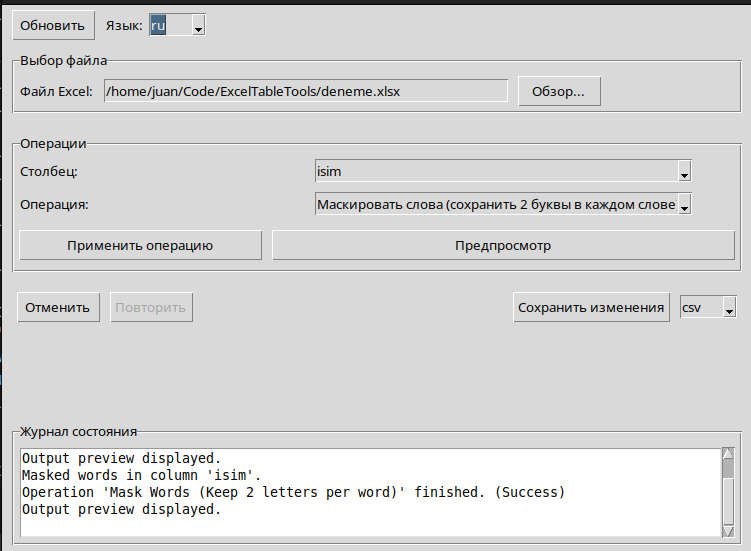 Обновить Язык: ru
Выбор файла
Файл Excel: /home/juan/Code/ExcelTableTools/deneme.xlsx Обзор...
Операции
Столбец: isim
Операция: Маскировать слова (сохранить 2 буквы в каждом слове
Применить операцию Предпросмотр
Отменить Повторить Сохранить изменения csv
Журнал состояния
Output preview displayed.
Masked words in column 'isim'.
Operation 'Mask Words (Keep 2 letters per word)' finished. (Success)
Output preview displayed.